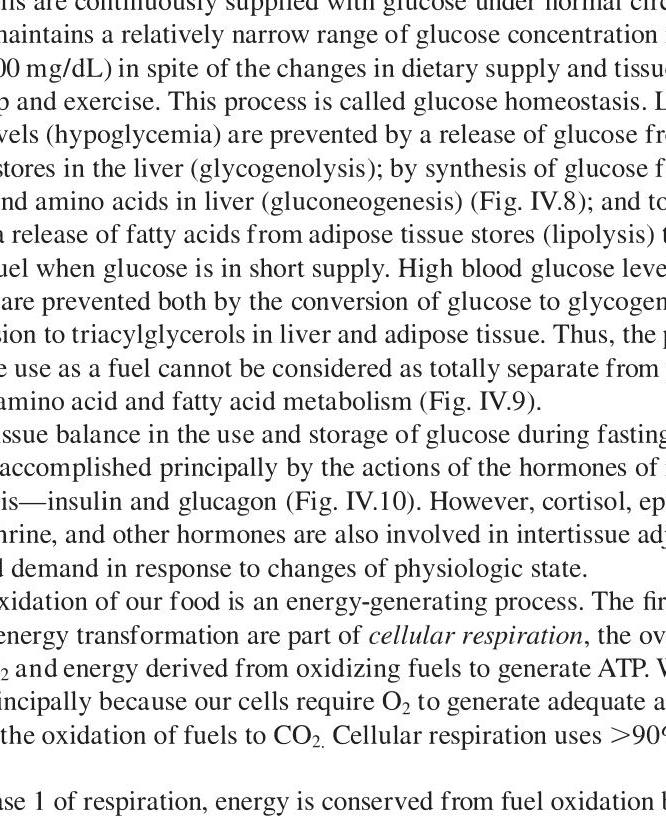 lls are continuously supplied with glucose under normal circ
naintains a relatively narrow range of glucose concentration
00 mg/dL) in spite of the changes in dietary supply and tissu
p and exercise. This process is called glucose homeostasis. L
vels (hypoglycemia) are prevented by a release of glucose fr
stores in the liver (glycogenolysis); by synthesis of glucose f
nd amino acids in liver (gluconeogenesis) (Fig. IV.8); and to
a release of fatty acids from adipose tissue stores (lipolysis) t
uel when glucose is in short supply. High blood glucose leve
are prevented both by the conversion of glucose to glycogen
sion to triacylglycerols in liver and adipose tissue. Thus, the p
e use as a fuel cannot be considered as totally separate from
amino acid and fatty acid metabolism (Fig. IV.9).
issue balance in the use and storage of glucose during fasting
accomplished principally by the actions of the hormones of
is—insulin and glucagon (Fig. IV.10). However, cortisol, ep
hrine, and other hormones are also involved in intertissue adj
d demand in response to changes of physiologic state.
xidation of our food is an energy-generating process. The fir
energy transformation are part of cellular respiration, the ov
₂ and energy derived from oxidizing fuels to generate ATP. W
incipally because our cells require O₂ to generate adequate a
the oxidation of fuels to CO₂. Cellular respiration uses >90%
ase 1 of respiration, energy is conserved from fuel oxidation b